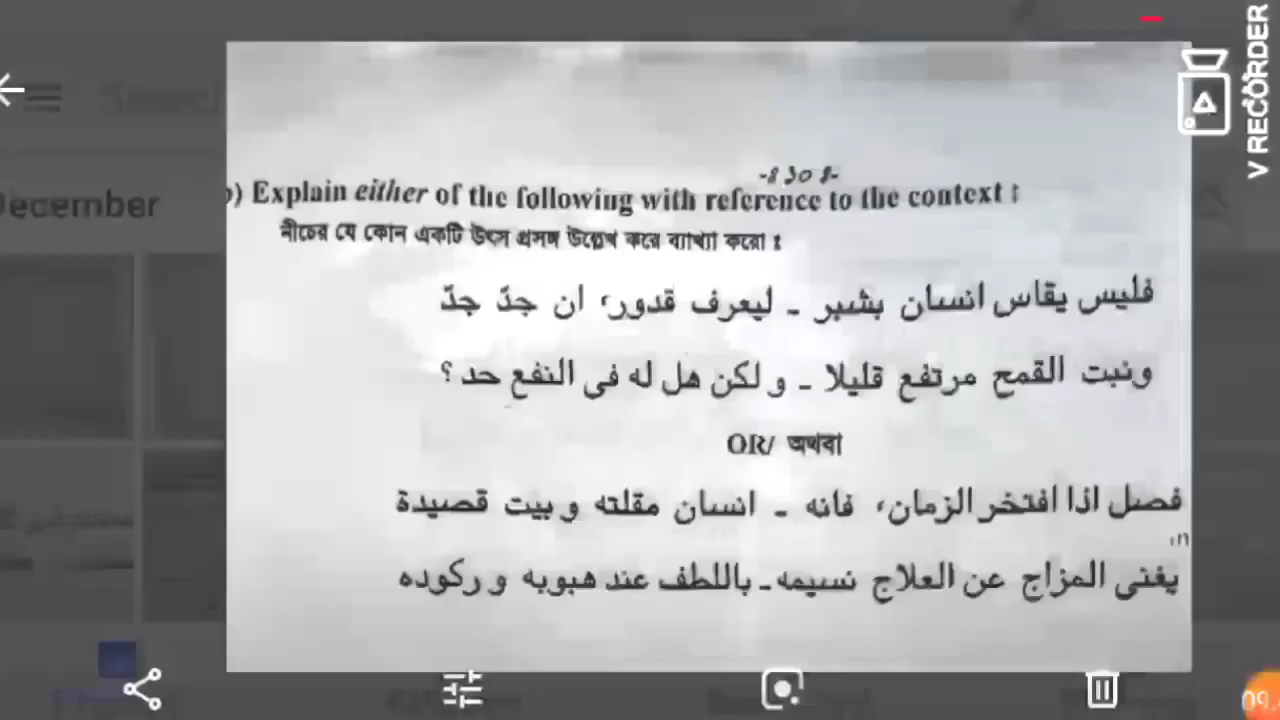 V RECORDER
Searcl
December
b) Explain either of the following with reference to the context :
নীচের যে কোন একটি উৎস প্রসঙ্গ উল্লেখ করে ব্যাখ্যা করো :
فليس يقاس انسان بشبر ـ ليعرف قدور، ان جدّ جدّ
ونبت القمح مرتفع قليلا ـ و لكن هل له فى النفع حد ؟
OR/ অথবা
فصل اذا افتخر الزمان، فانه ـ انسان مقلته و بيت قصيدة
يغنى المزاج عن العلاج نسيمه ـ باللطف عند هبوبه و ركوده